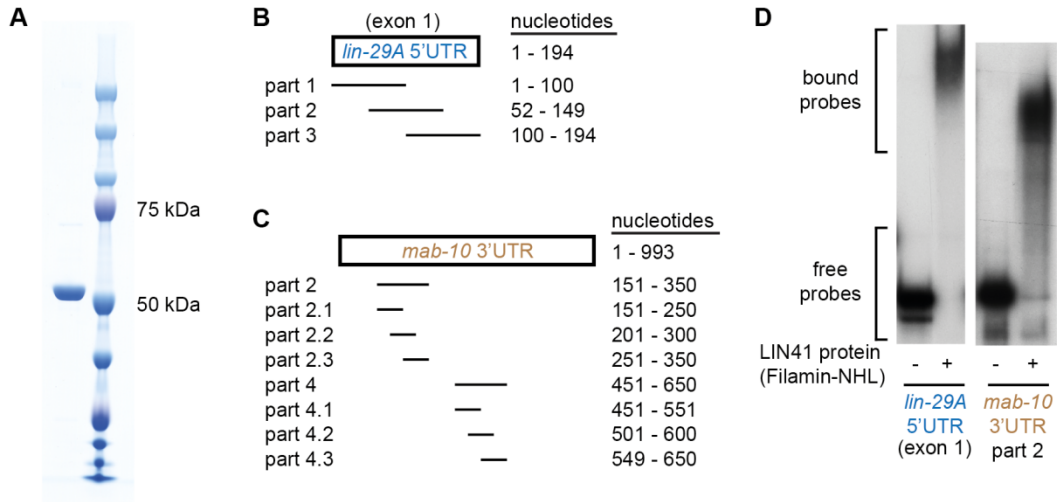 A
75 kDa
50 kDa
B
(exon 1)
nucleotides
lin-29A 5'UTR
1 - 194
part 1
1 - 100
part 2
52 - 149
part 3
100 - 194
C
nucleotides
mab-10 3'UTR
1 - 993
part 2
151 - 350
part 2.1
151 - 250
part 2.2
201 - 300
part 2.3
251 - 350
part 4
451 - 650
part 4.1
451 - 551
part 4.2
501 - 600
part 4.3
549 - 650
D
bound
probes
free
probes
LIN41 protein
(Filamin-NHL)
- + - +
lin-29A
5'UTR
(exon 1)
mab-10
3'UTR
part 2